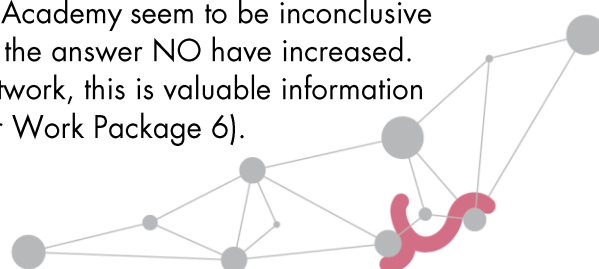 Academy seem to be inconclusive
the answer NO have increased.
twork, this is valuable information
Work Package 6).